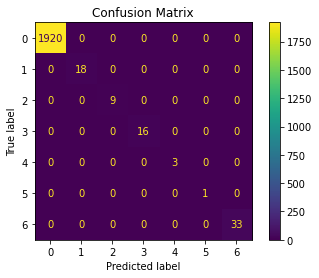 Confusion Matrix
True label
0 1920 0 0 0 0 0 0
1 0 18 0 0 0 0 0
2 0 0 9 0 0 0 0
3 0 0 0 16 0 0 0
4 0 0 0 0 3 0 0
5 0 0 0 0 0 1 0
6 0 0 0 0 0 0 33
0 1 2 3 4 5 6
Predicted label
1750
1500
1250
1000
750
500
250
0